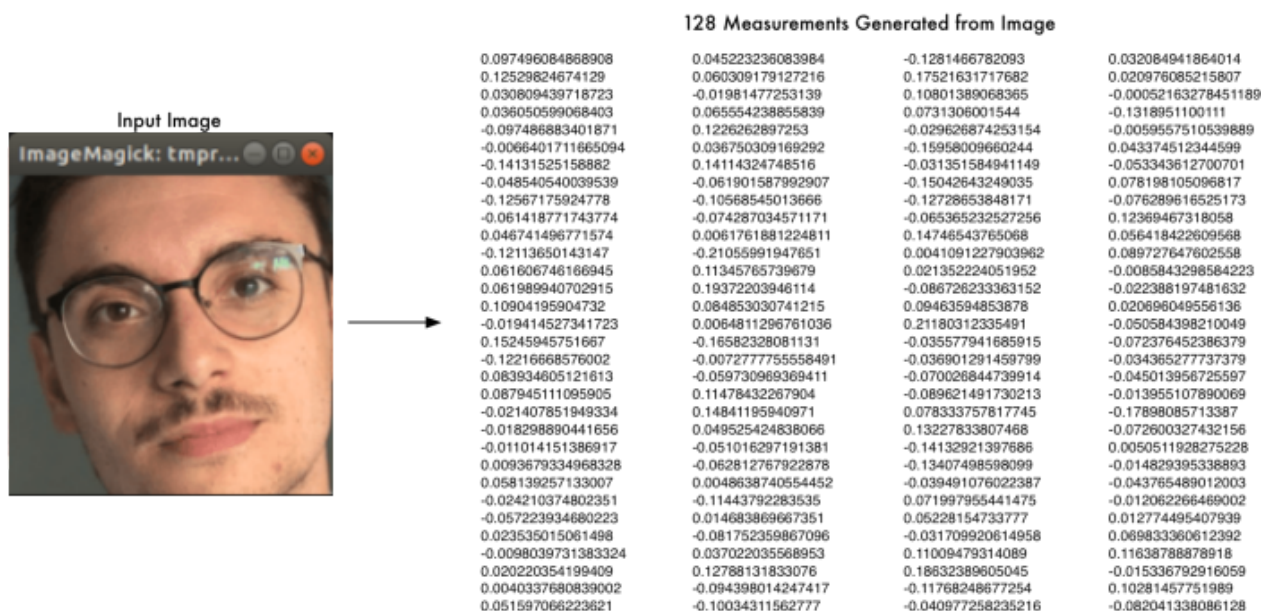 128 Measurements Generated from Image
Input Image
ImageMagick: tmpr...
0.097496084868908 0.045223236083984 -0.1281466782093 0.032084941864014
0.12529824674129 0.060309179127216 0.17521631717682 0.020976085215807
0.030809439718723 -0.01981477253139 0.10801389068365 -0.00052163278451189
0.036050599068403 0.065554238855839 0.0731306001544 -0.1318951100111
-0.097486883401871 0.1226262897253 -0.029626874253154 -0.0059557510539889
-0.0066401711665094 0.036750309169292 -0.15958009660244 0.043374512344599
-0.14131525158882 0.14114324748516 -0.031351584941149 -0.053343612700701
-0.048540540039539 -0.061901587992907 -0.15042643249035 0.078198105096817
-0.12567175924778 -0.10568545013666 -0.12728653848171 -0.076289616525173
-0.061418771743774 -0.074287034571171 -0.065365232527256 0.12369467318058
0.046741496771574 0.0061761881224811 0.14746543765068 0.056418422609568
-0.12113650143147 -0.21055991947651 0.0041091227903962 0.089727647602558
0.061606746166945 0.11345765739679 0.0213522224051952 -0.0085843298584223
0.061989940702915 0.19372203946114 -0.086726233363152 -0.022388197481632
0.10904195904732 0.084853030741215 0.094635948538 78 0.020696049556136
-0.019414527341723 0.0064811296761036 0.21180312335491 -0.050584398210049
0.15245945751667 -0.16582328081131 -0.035577941685915 -0.072376452386379
-0.12216668576002 -0.0072777755558491 -0.036901291459799 -0.034365277737379
0.083934605121613 -0.059730969369411 -0.070026844739914 -0.045013956725597
0.087945111095905 0.11478432267904 -0.089621491730213 -0.013955107890069
-0.021407851949334 0.14841195940971 0.078333757817745 -0.17898085713387
-0.018298890441656 0.049525424838066 0.13227833807468 -0.072600327432156
-0.011014151386917 -0.051016297191381 -0.14132921397686 0.0050511928275228
0.0093679334968328 -0.062812767922878 -0.13407498598099 -0.014829395338893
0.058139257133007 0.0048638740554452 -0.039491076022387 -0.043765489012003
-0.024210374802351 -0.11443792283535 0.071997955441475 -0.012062266469002
-0.057223934680223 0.014683869667351 0.05228154733777 0.012774495407939
0.023535015061498 -0.081752359867096 -0.031709920614958 0.069833360612392
-0.0098039731383324 0.037022035568953 0.11009479314089 0.11638788878918
0.020220354199409 0.12788131833076 0.18632389605045 -0.015336792916059
0.0040337680839002 -0.094398014247417 -0.11768248677254 0.102814577 51989
0.051597066223621 -0.10034311562777 -0.040977258235216 -0.082041338086128